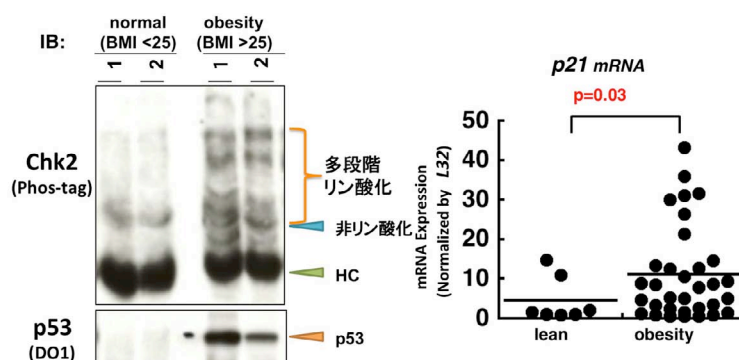 IB:
normal
(BMI <25)
obesity
(BMI >25)
1
2
1
2
Chk2
(Phos-tag)
多段階
リン酸化
非リン酸化
HC
p53
(DO1)
p53
p21 mRNA
p=0.03
mRNA Expression
(Normalized by L32)
50
40
30
20
10
0
lean
obesity